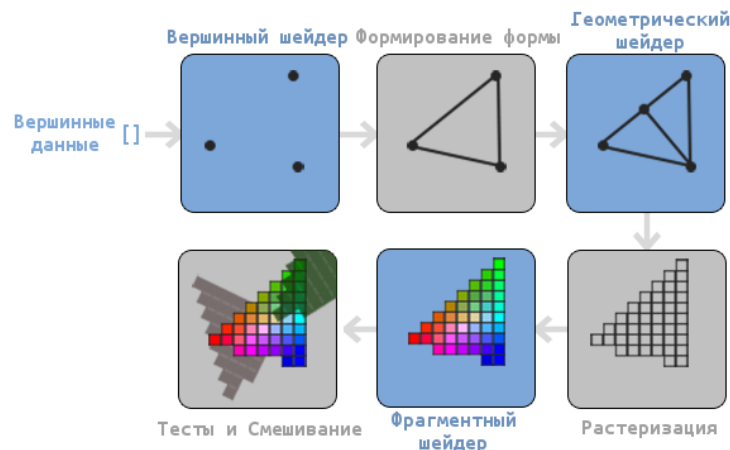 Вершинный шейдер
Формирование формы
Геометрический
шейдер
Вершинные
данные
[]
Тесты и Смешивание
Фрагментный
шейдер
Растеризация